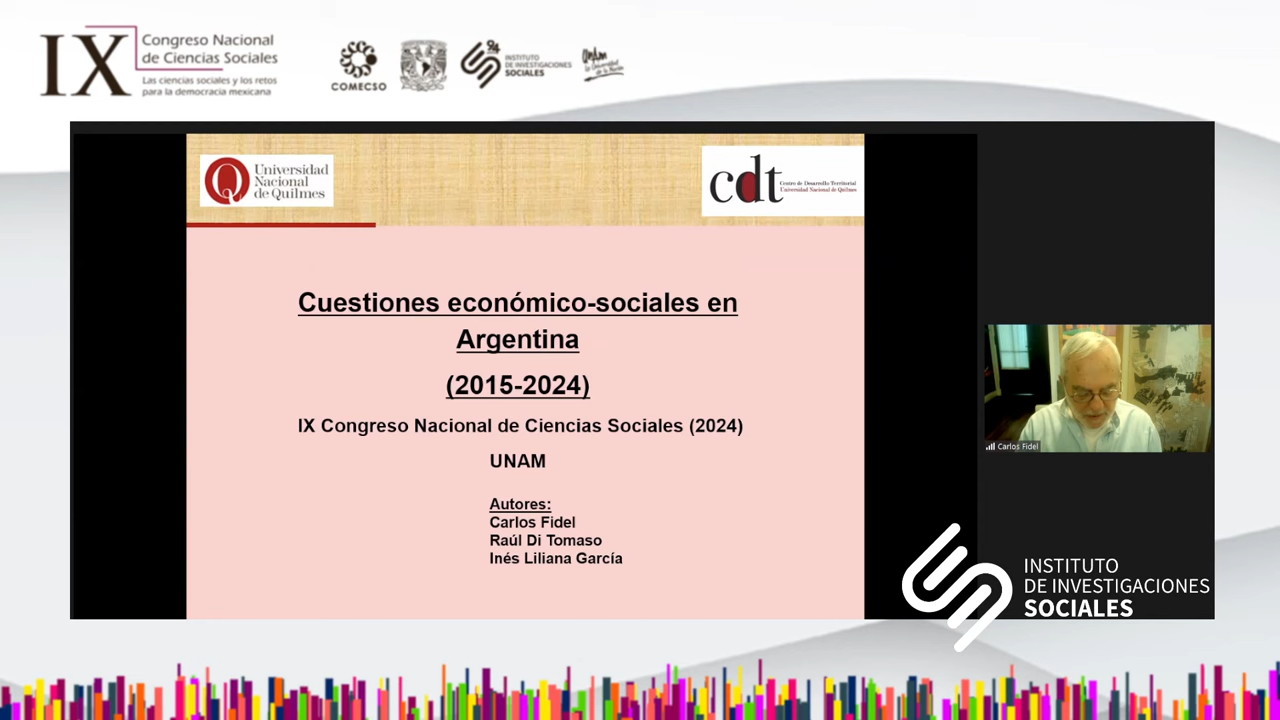 IX
Congreso Nacional
de Ciencias Sociales
Las ciencias sociales y los retos
para la democracia mexicana
COMECSO
94
INSTITUTO
DE INVESTIGACIONES
SOCIALES
Universidad
Nacional
de Quilmes
cdt
Centro de Desarrollo Territorial
Universidad Nacional de Quilmes
Cuestiones económico-sociales en
Argentina
(2015-2024)
IX Congreso Nacional de Ciencias Sociales (2024)
UNAM
Autores:
Carlos Fidel
Raúl Di Tomaso
Inés Liliana García
Carlos Fidel
INSTITUTO
DE INVESTIGACIONES
SOCIALES